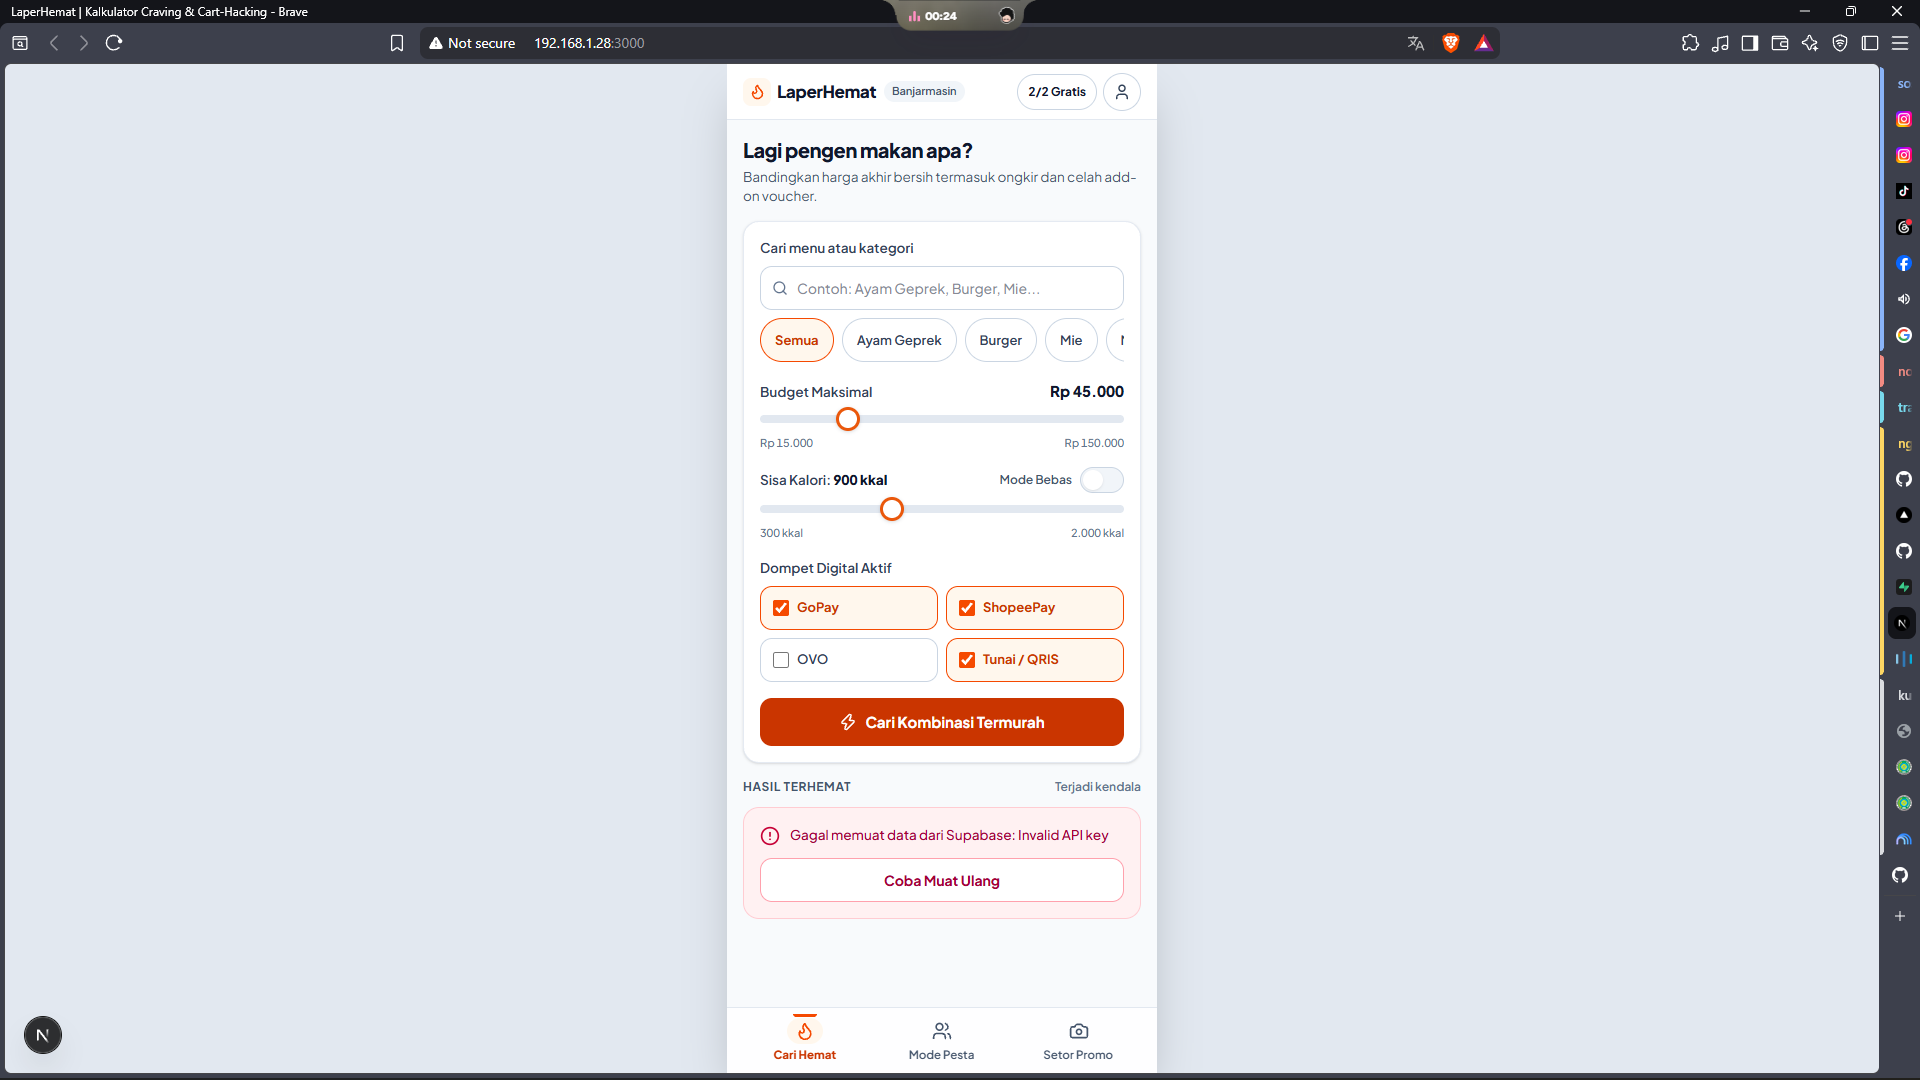 LaperHemat | Kalkulator Craving & Cart-Hacking - Brave
00:24
Not secure 192.168.1.28:3000
LaperHemat Banjarmasin 2/2 Gratis
Lagi pengen makan apa?
Bandingkan harga akhir bersih termasuk ongkir dan celah add-
on voucher.
Cari menu atau kategori
Contoh: Ayam Geprek, Burger, Mie...
Semua Ayam Geprek Burger Mie
Budget Maksimal Rp 45.000
Rp 15.000 Rp 150.000
Sisa Kalori: 900 kkal Mode Bebas
300 kkal 2.000 kkal
Dompet Digital Aktif
GoPay ShopeePay
OVO Tunai / QRIS
Cari Kombinasi Termurah
HASIL TERHEMAT Terjadi kendala
Gagal memuat data dari Supabase: Invalid API key
Coba Muat Ulang
Cari Hemat Mode Pesta Setor Promo
N
so
nc
tra
ng
N
ku